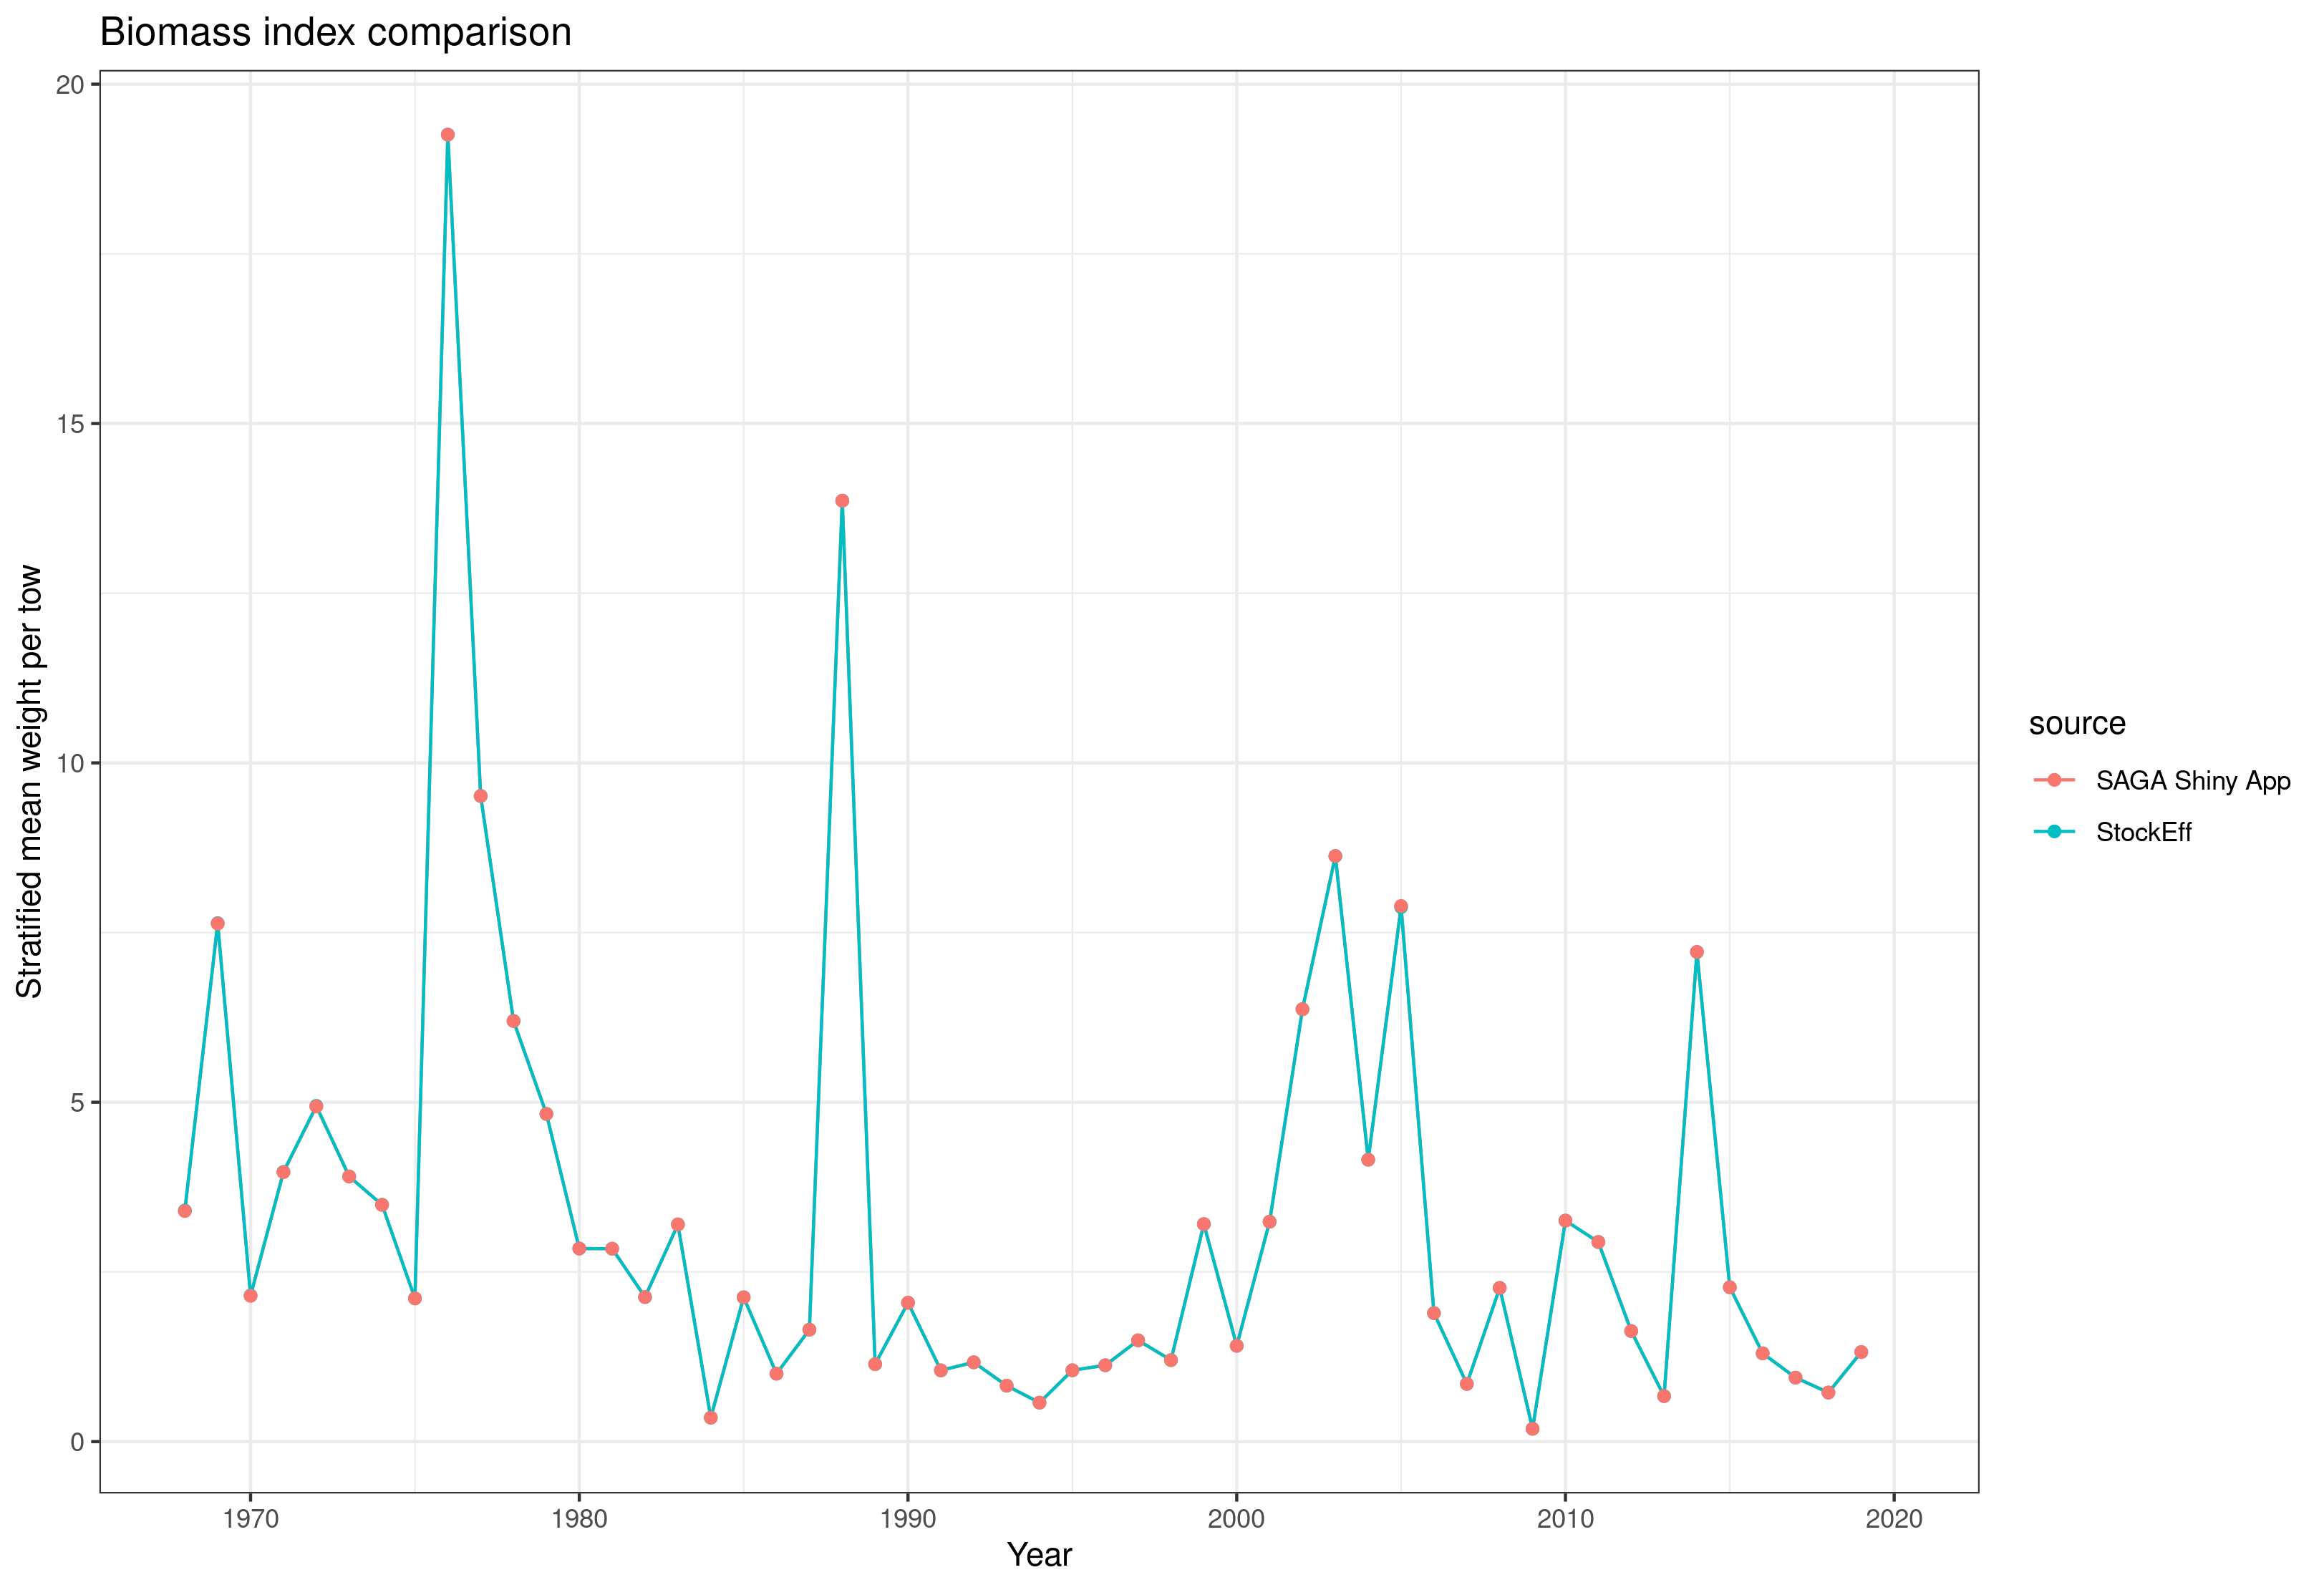 Biomass index comparison
20
15
10
5
0
Stratified mean weight per tow
1970
1980
1990
2000
2010
2020
Year
source
SAGA Shiny App
StockEff